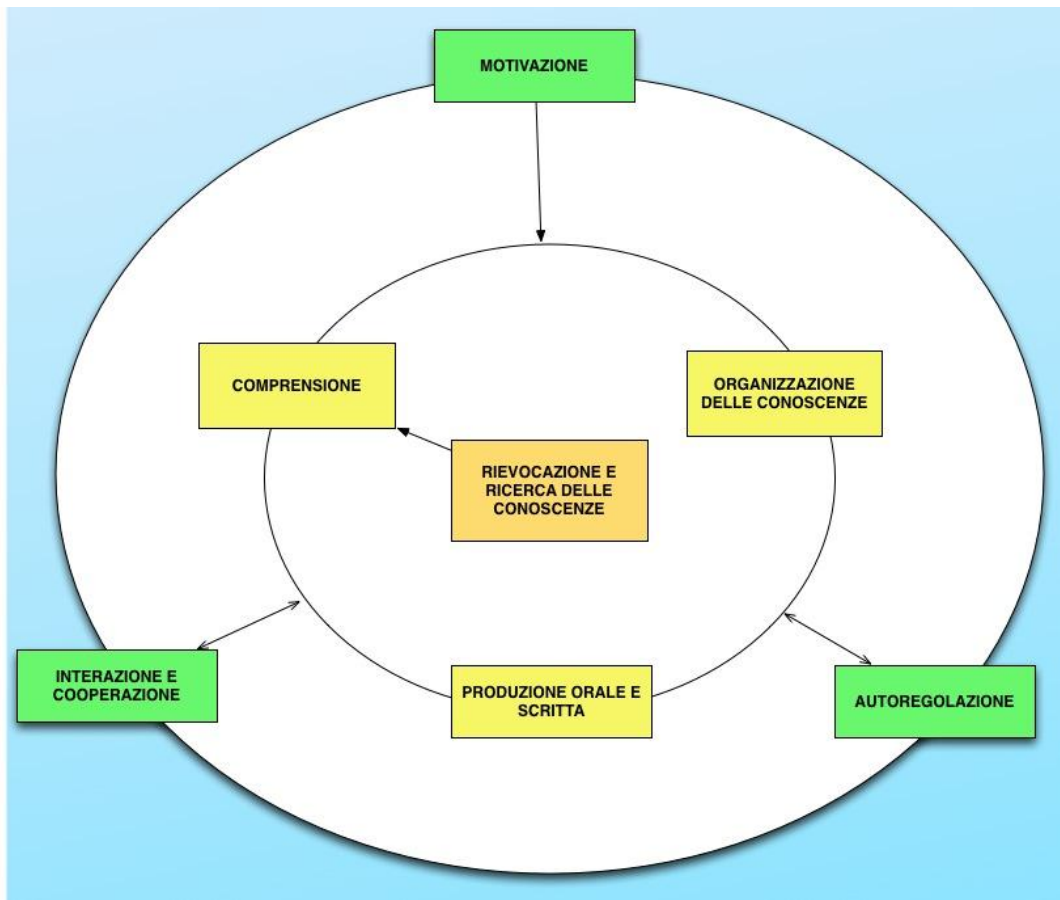 MOTIVAZIONE
COMPRENSIONE
ORGANIZZAZIONE
DELLE CONOSCENZE
RIEVOCAZIONE E
RICERCA DELLE
CONOSCENZE
INTERAZIONE E
COOPERAZIONE
PRODUZIONE ORALE E
SCRITTA
AUTOREGOLAZIONE